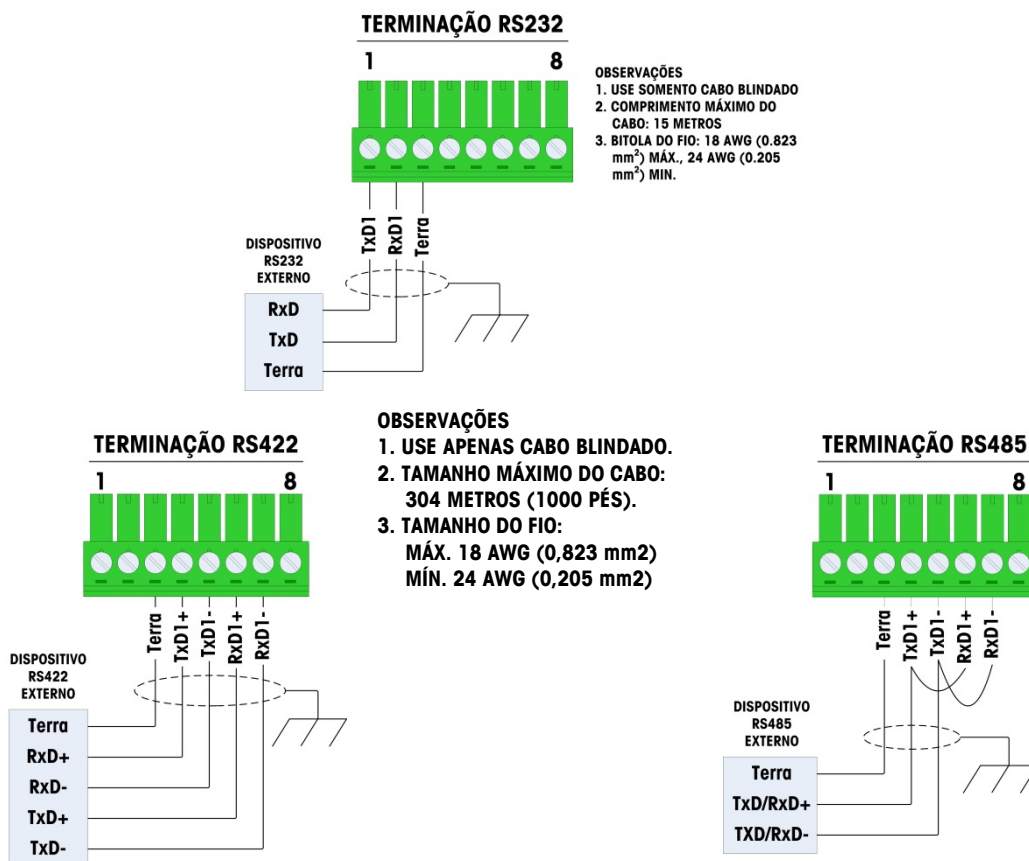 TERMINAÇÃO RS232
1 8
OBSERVAÇÕES
1. USE SOMENTO CABO BLINDADO
2. COMPRIMENTO MÁXIMO DO
CABO: 15 METROS
3. BITOLA DO FIO: 18 AWG (0.823
mm²) MÁX., 24 AWG (0.205
mm²) MIN.
TxD1
RxD1
Terra
DISPOSITIVO
RS232
EXTERNO
RxD
TxD
Terra
TERMINAÇÃO RS422
1 8
Terra
TxD1+
TxD1-
RxD1+
RxD1-
DISPOSITIVO
RS422
EXTERNO
Terra
RxD+
RxD-
TxD+
TxD-
OBSERVAÇÕES
1. USE APENAS CABO BLINDADO.
2. TAMANHO MÁXIMO DO CABO:
304 METROS (1000 PÉS).
3. TAMANHO DO FIO:
MÁX. 18 AWG (0,823 mm2)
MÍN. 24 AWG (0,205 mm2)
TERMINAÇÃO RS485
1 8
Terra
TxD1+
TxD1-
RxD1+
RxD1-
DISPOSITIVO
RS485
EXTERNO
Terra
TxD/RxD+
TXD/RxD-